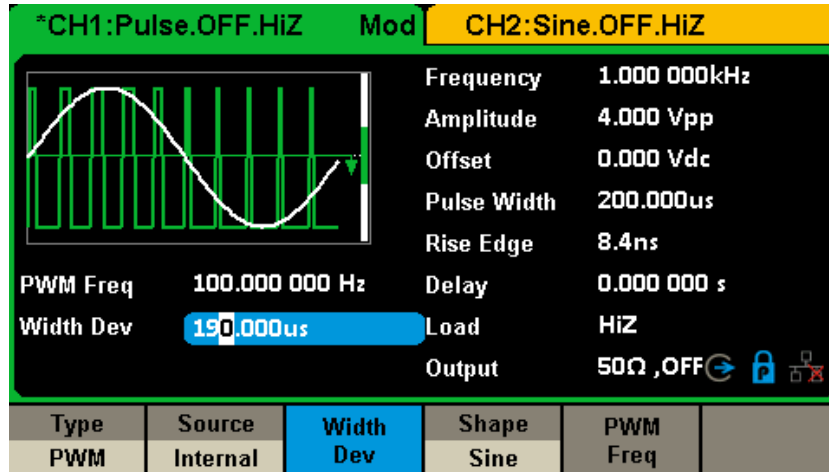 *CH1:Pulse.OFF.HiZ Mod CH2:Sine.OFF.HiZ
Frequency 1.000 000kHz
Amplitude 4.000 Vpp
Offset 0.000 Vdc
Pulse Width 200.000us
Rise Edge 8.4ns
PWM Freq 100.000 000 Hz Delay 0.000 000 s
Width Dev 190.000us Load HiZ
Output 50Ω ,OFF P
Type Source Width Dev Shape PWM Freq
PWM Internal Sine